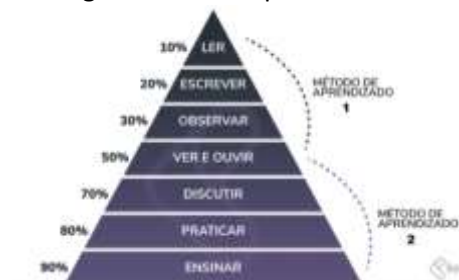 10% LER
20% ESCREVER
30% OBSERVAR
50% VER E OUVIR
70% DISCUTIR
80% PRATICAR
90% ENSINAR
MÉTODO DE
APRENDIZADO
1
MÉTODO DE
APRENDIZADO
2